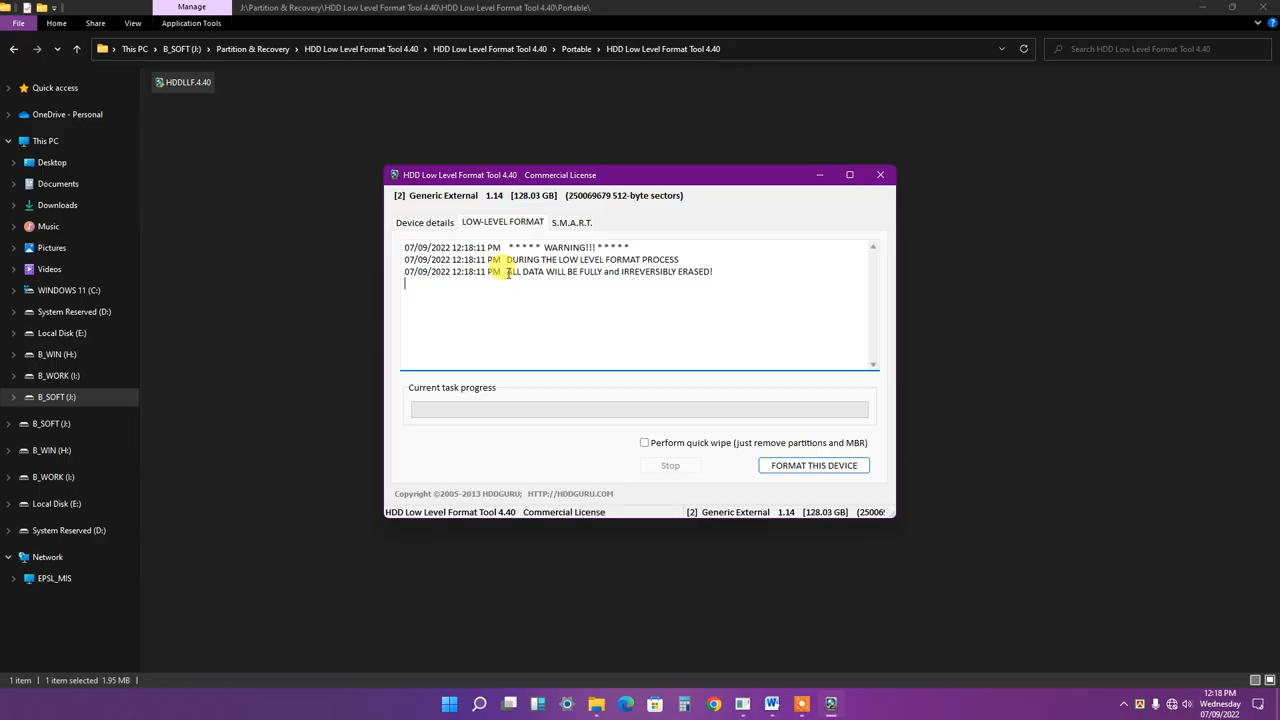 Manage
J:\Partition & Recovery\HDD Low Level Format Tool 4.40\HDD Low Level Format Tool 4.40\Portable\
File
Home
Share
View
Application Tools
This PC
B_SOFT (J:)
Partition & Recovery
HDD Low Level Format Tool 4.40
HDD Low Level Format Tool 4.40
Portable
HDD Low Level Format Tool 4.40
Search HDD Low Level Format Tool 4.40
HDDLLF.4.40
Quick access
OneDrive - Personal
This PC
Desktop
Documents
Downloads
Music
Pictures
Videos
WINDOWS 11 (C:)
System Reserved (D:)
Local Disk (E:)
B_WIN (H:)
B_WORK (I:)
B_SOFT (J:)
B_SOFT (J:)
B_WIN (H:)
B_WORK (I:)
Local Disk (E:)
System Reserved (D:)
Network
EPSL_MIS
HDD Low Level Format Tool 4.40 Commercial License
[2] Generic External 1.14 [128.03 GB] (250069679 512-byte sectors)
Device details
LOW-LEVEL FORMAT
S.M.A.R.T.
07/09/2022 12:18:11 PM * * * * * WARNING!!! * * * * *
07/09/2022 12:18:11 PM DURING THE LOW LEVEL FORMAT PROCESS
07/09/2022 12:18:11 PM ALL DATA WILL BE FULLY and IRREVERSIBLY ERASED!
Current task progress
Perform quick wipe (just remove partitions and MBR)
Stop
FORMAT THIS DEVICE
Copyright ©2005-2013 HDDGURU; HTTP://HDDGURU.COM
HDD Low Level Format Tool 4.40 Commercial License
[2] Generic External 1.14 [128.03 GB] (25006
1 item
1 item selected 1.95 MB
12:18 PM
Wednesday
07/09/2022